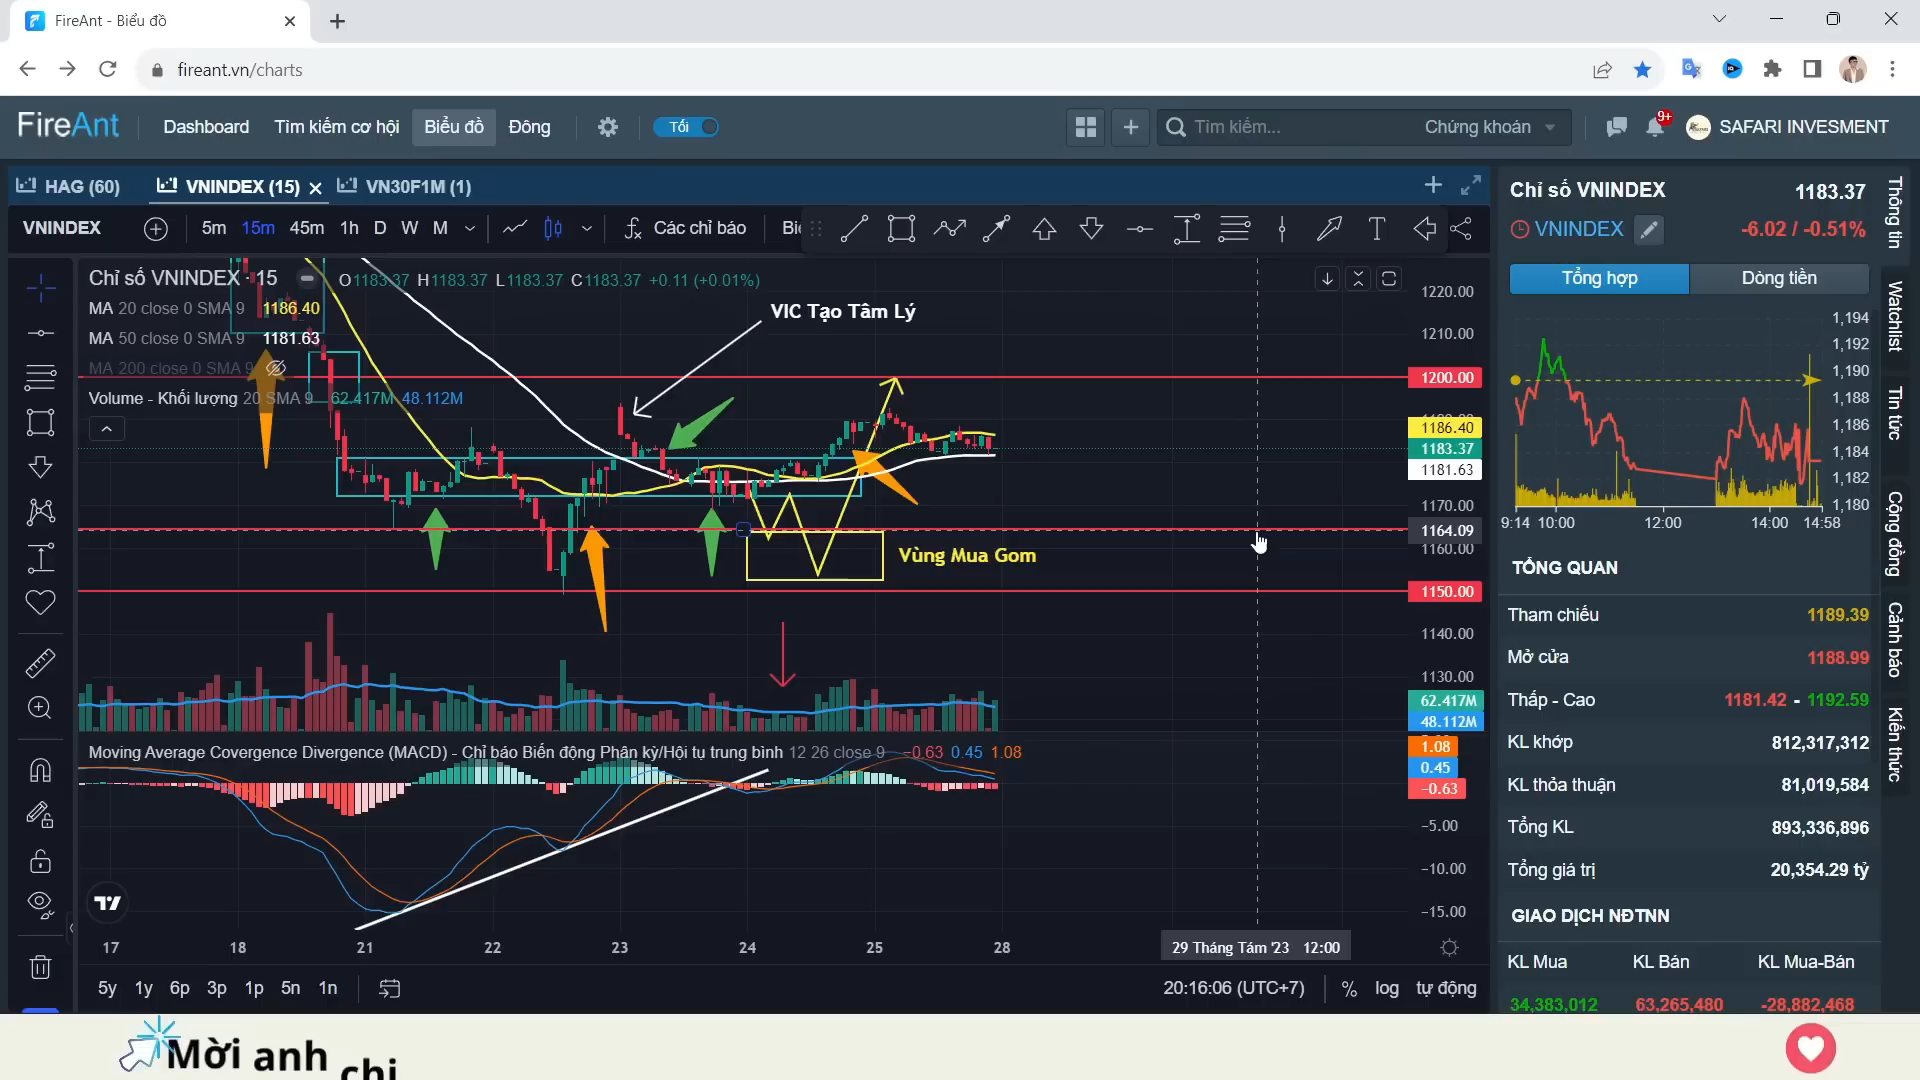 FireAnt - Biểu đồ
fireant.vn/charts
FireAnt
Dashboard
Tìm kiếm cơ hội
Biểu đồ
Đông
Tối
Tìm kiếm...
Chứng khoán
9+
SAFARI INVESMENT
HAG (60)
VNINDEX (15)
VN30F1M (1)
VNINDEX
5m 15m 45m 1h D W M
Các chỉ báo
Chỉ số VNINDEX · 15
O1183.37 H1183.37 L1183.37 C1183.37 +0.11 (+0.01%)
MA 20 close 0 SMA 9 1186.40
MA 50 close 0 SMA 9 1181.63
MA 200 close 0 SMA 9
Volume - Khối lượng 20 SMA 9 62.417M 48.112M
VIC Tạo Tâm Lý
Vùng Mua Gom
1220.00
1210.00
1200.00
1186.40
1183.37
1181.63
1170.00
1164.09
1160.00
1150.00
1140.00
1130.00
62.417M
48.112M
Moving Average Covergence Divergence (MACD) - Chỉ báo Biến động Phân kỳ/Hội tụ trung bình 12 26 close 9 −0.63 0.45 1.08
1.08
0.45
−0.63
−5.00
−10.00
−15.00
17 18 21 22 23 24 25 28
29 Tháng Tám '23 12:00
5y 1y 6p 3p 1p 5n 1n
20:16:06 (UTC+7)
% log tự động
Chỉ số VNINDEX
1183.37
VNINDEX
-6.02 / -0.51%
Tổng hợp
Dòng tiền
1,194
1,192
1,190
1,188
1,186
1,184
1,182
1,180
9:14 10:00 12:00 14:00 14:58
TỔNG QUAN
Tham chiếu 1189.39
Mở cửa 1188.99
Thấp - Cao 1181.42 - 1192.59
KL khớp 812,317,312
KL thỏa thuận 81,019,584
Tổng KL 893,336,896
Tổng giá trị 20,354.29 tỷ
GIAO DỊCH NĐTNN
KL Mua KL Bán KL Mua-Bán
34,383,012 63,265,480 -28,882,468
Thông tin
Watchlist
Tin tức
Cộng đồng
Cảnh báo
Kiến thức
Mời anh
chị